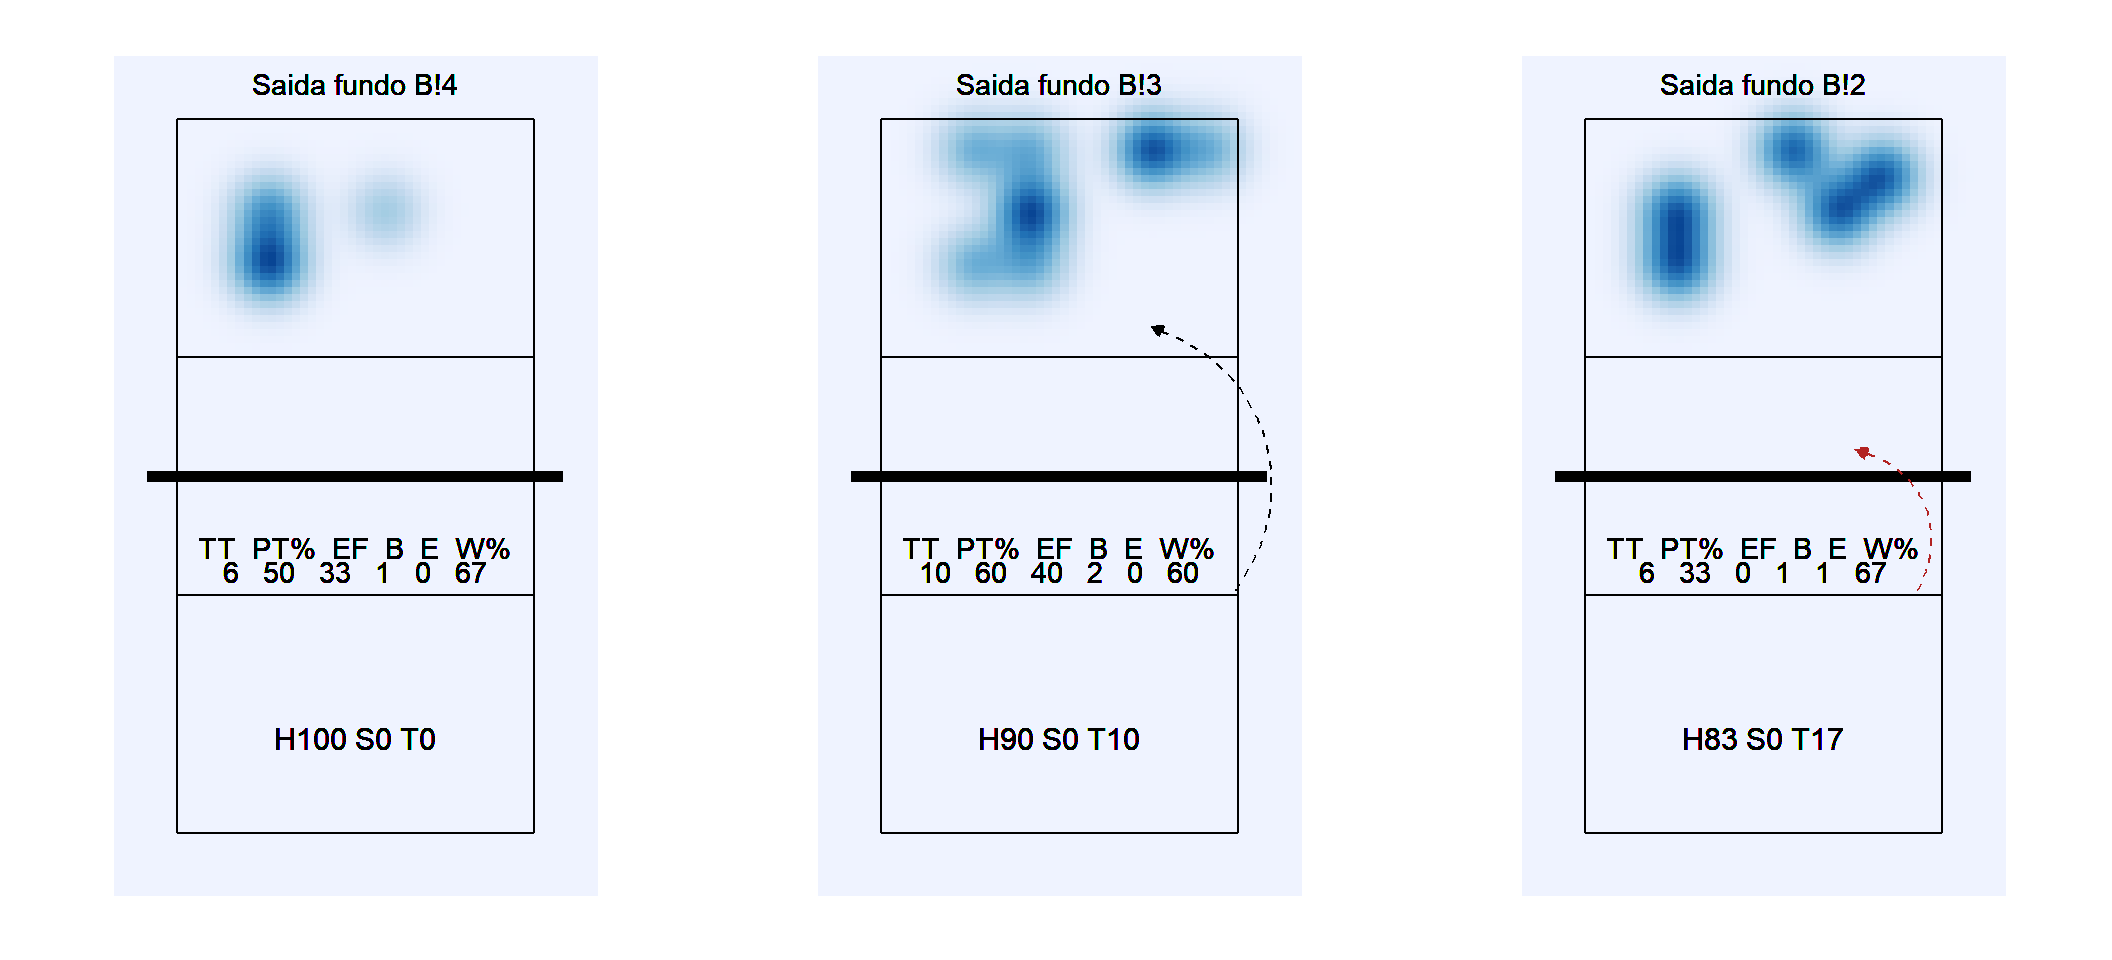 Saida fundo B!4
TT PT% EF B E W%
6 50 33 1 0 67
H100 S0 T0
Saida fundo B!3
TT PT% EF B E W%
10 60 40 2 0 60
H90 S0 T10
Saida fundo B!2
TT PT% EF B E W%
6 33 0 1 1 67
H83 S0 T17